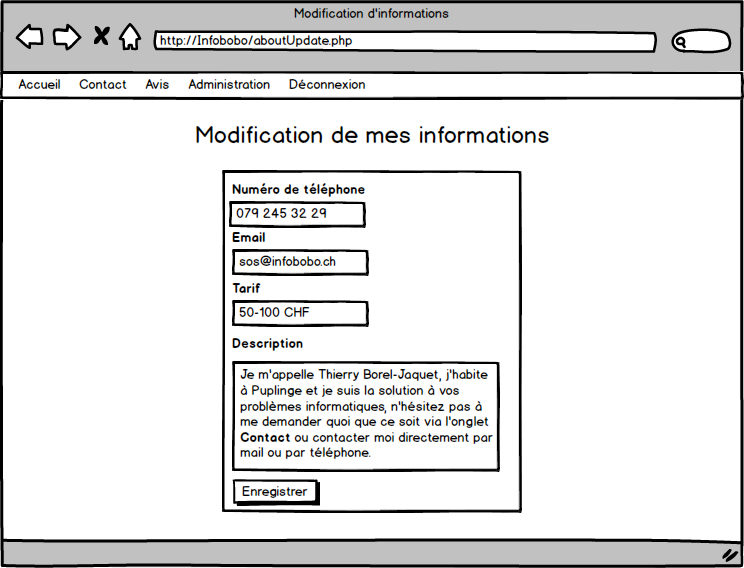 Modification d'informations
http://Infobobo/aboutUpdate.php
Accueil Contact Avis Administration Déconnexion
Modification de mes informations
Numéro de téléphone
079 245 32 29
Email
sos@infobobo.ch
Tarif
50-100 CHF
Description
Je m'appelle Thierry Borel-Jaquet, j'habite
à Puplinge et je suis la solution à vos
problèmes informatiques, n'hésitez pas à
me demander quoi que ce soit via l'onglet
Contact ou contacter moi directement par
mail ou par téléphone.
Enregistrer